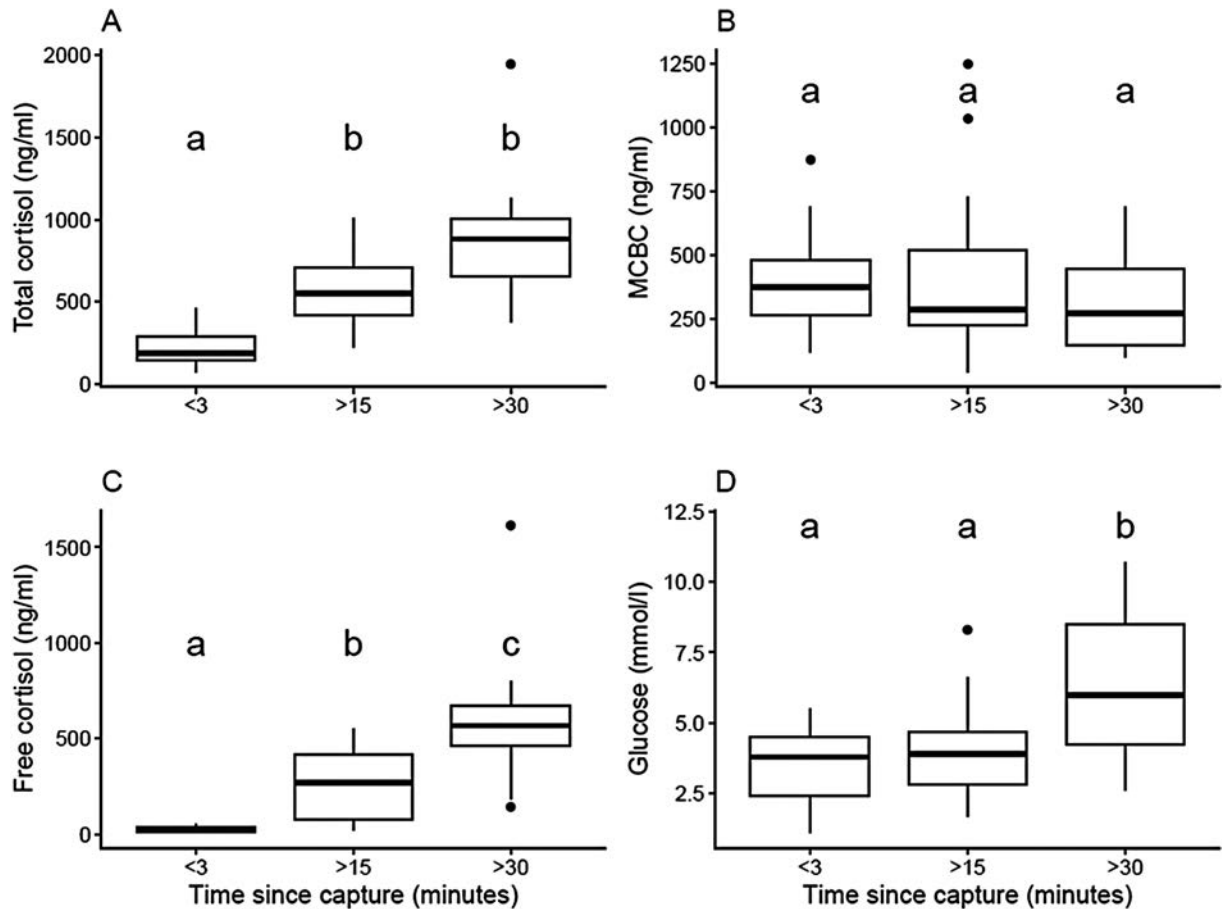 A
Total cortisol (ng/ml)
2000
1500
1000
500
0
a
b
b
<3
>15
>30
B
MCBC (ng/ml)
1250
1000
750
500
250
0
a
a
a
<3
>15
>30
C
Free cortisol (ng/ml)
1500
1000
500
0
a
b
c
<3
>15
>30
Time since capture (minutes)
D
Glucose (mmol/l)
12.5
10.0
7.5
5.0
2.5
a
a
b
<3
>15
>30
Time since capture (minutes)